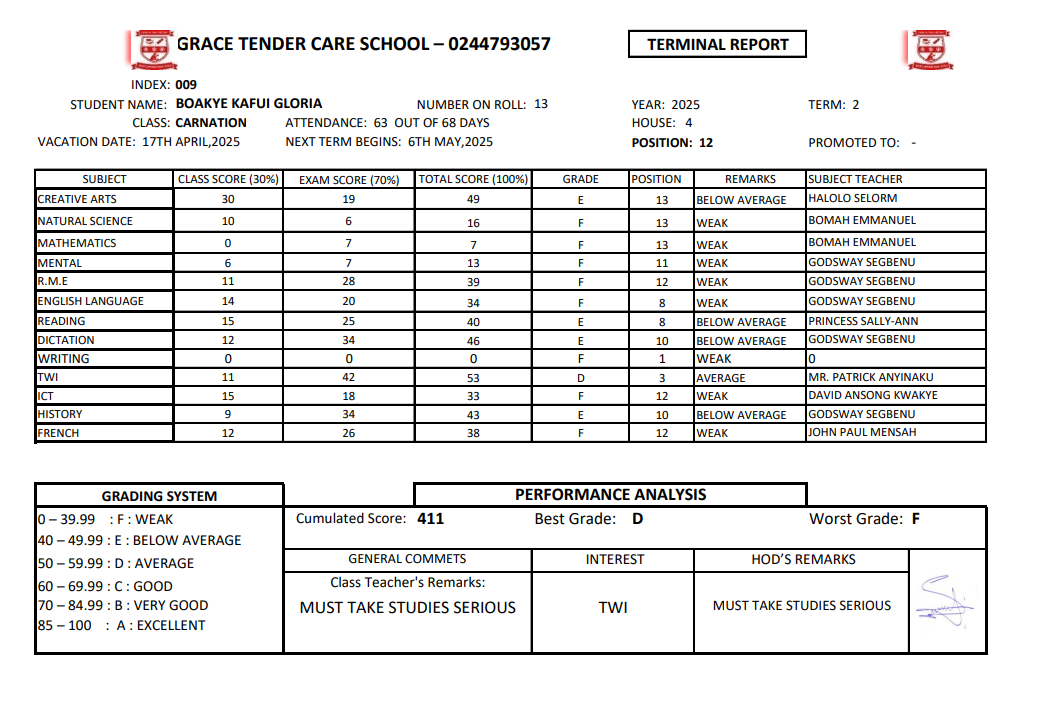 GRACE TENDER CARE SCHOOL – 0244793057
TERMINAL REPORT
INDEX: 009
STUDENT NAME: BOAKYE KAFUI GLORIA NUMBER ON ROLL: 13 YEAR: 2025 TERM: 2
CLASS: CARNATION ATTENDANCE: 63 OUT OF 68 DAYS HOUSE: 4
VACATION DATE: 17TH APRIL,2025 NEXT TERM BEGINS: 6TH MAY,2025 POSITION: 12 PROMOTED TO: -
SUBJECT CLASS SCORE (30%) EXAM SCORE (70%) TOTAL SCORE (100%) GRADE POSITION REMARKS SUBJECT TEACHER
CREATIVE ARTS 30 19 49 E 13 BELOW AVERAGE HALOLO SELORM
NATURAL SCIENCE 10 6 16 F 13 WEAK BOMAH EMMANUEL
MATHEMATICS 0 7 7 F 13 WEAK BOMAH EMMANUEL
MENTAL 6 7 13 F 11 WEAK GODSWAY SEGBENU
R.M.E 11 28 39 F 12 WEAK GODSWAY SEGBENU
ENGLISH LANGUAGE 14 20 34 F 8 WEAK GODSWAY SEGBENU
READING 15 25 40 E 8 BELOW AVERAGE PRINCESS SALLY-ANN
DICTATION 12 34 46 E 10 BELOW AVERAGE GODSWAY SEGBENU
WRITING 0 0 0 F 1 WEAK 0
TWI 11 42 53 D 3 AVERAGE MR. PATRICK ANYINAKU
ICT 15 18 33 F 12 WEAK DAVID ANSONG KWAKYE
HISTORY 9 34 43 E 10 BELOW AVERAGE GODSWAY SEGBENU
FRENCH 12 26 38 F 12 WEAK JOHN PAUL MENSAH
GRADING SYSTEM
0 – 39.99 : F : WEAK
40 – 49.99 : E : BELOW AVERAGE
50 – 59.99 : D : AVERAGE
60 – 69.99 : C : GOOD
70 – 84.99 : B : VERY GOOD
85 – 100 : A : EXCELLENT
PERFORMANCE ANALYSIS
Cumulated Score: 411 Best Grade: D Worst Grade: F
GENERAL COMMETS INTEREST HOD'S REMARKS
Class Teacher's Remarks:
MUST TAKE STUDIES SERIOUS TWI MUST TAKE STUDIES SERIOUS